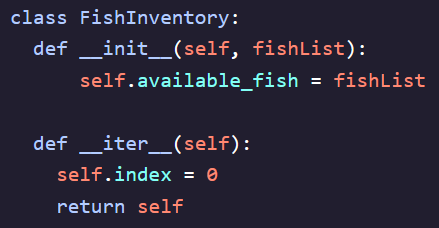 class FishInventory:
  def __init__(self, fishList):
      self.available_fish = fishList

  def __iter__(self):
    self.index = 0
    return self